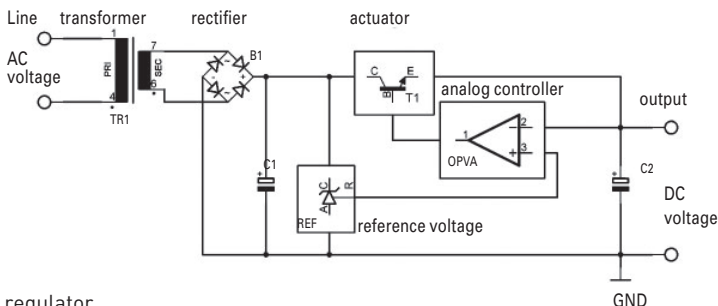 Line transformer rectifier actuator
AC voltage
1
4
PRI
SEC
7
5
TR1
B1
~
~
-
+
C E
B
T1
analog controller
1
2
3
-
+
OPVA
output
+
C1
C
A
R
REF
reference voltage
+
C2
DC voltage
GND
regulator